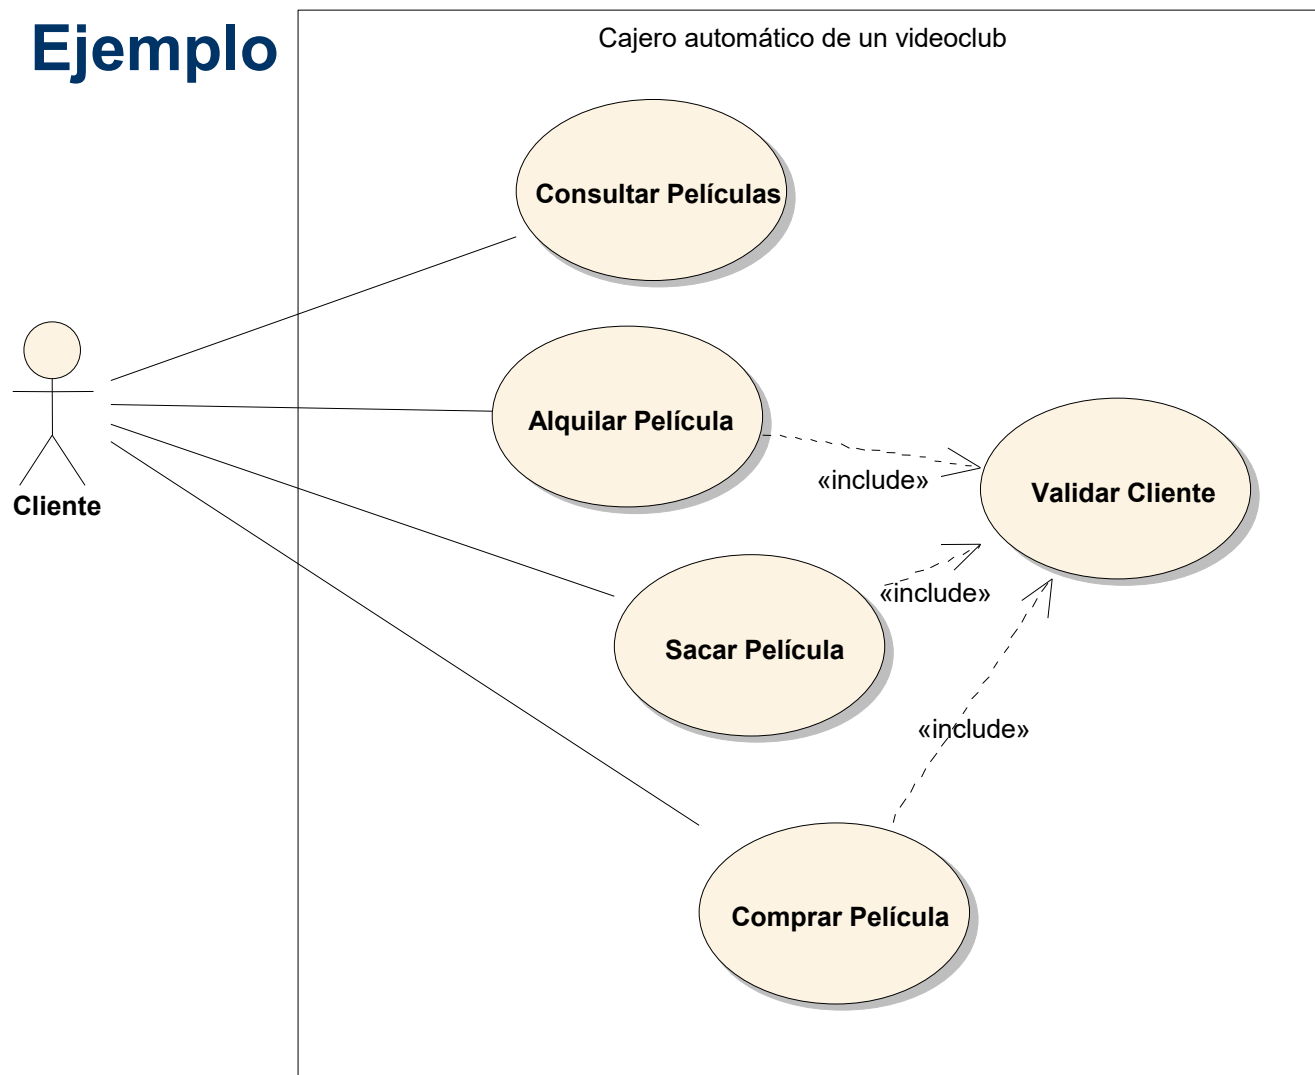 Ejemplo
Cajero automático de un videoclub
Consultar Películas
Alquilar Película
«include»
Validar Cliente
Cliente
«include»
Sacar Película
«include»
Comprar Película